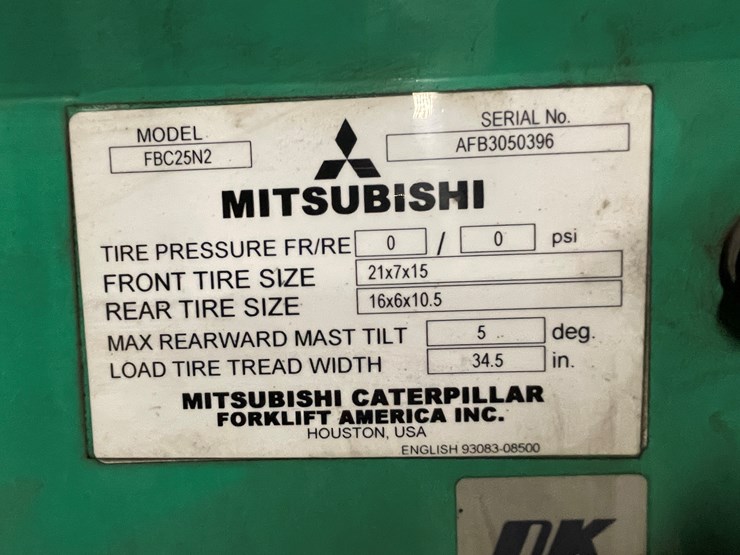 MODEL
FBC25N2
SERIAL No.
AFB3050396
MITSUBISHI
TIRE PRESSURE FR/RE 0 / 0 psi
FRONT TIRE SIZE 21x7x15
REAR TIRE SIZE 16x6x10.5
MAX REARWARD MAST TILT 5 deg.
LOAD TIRE TREAD WIDTH 34.5 in.
MITSUBISHI CATERPILLAR
FORKLIFT AMERICA INC.
HOUSTON, USA
ENGLISH 93083-08500